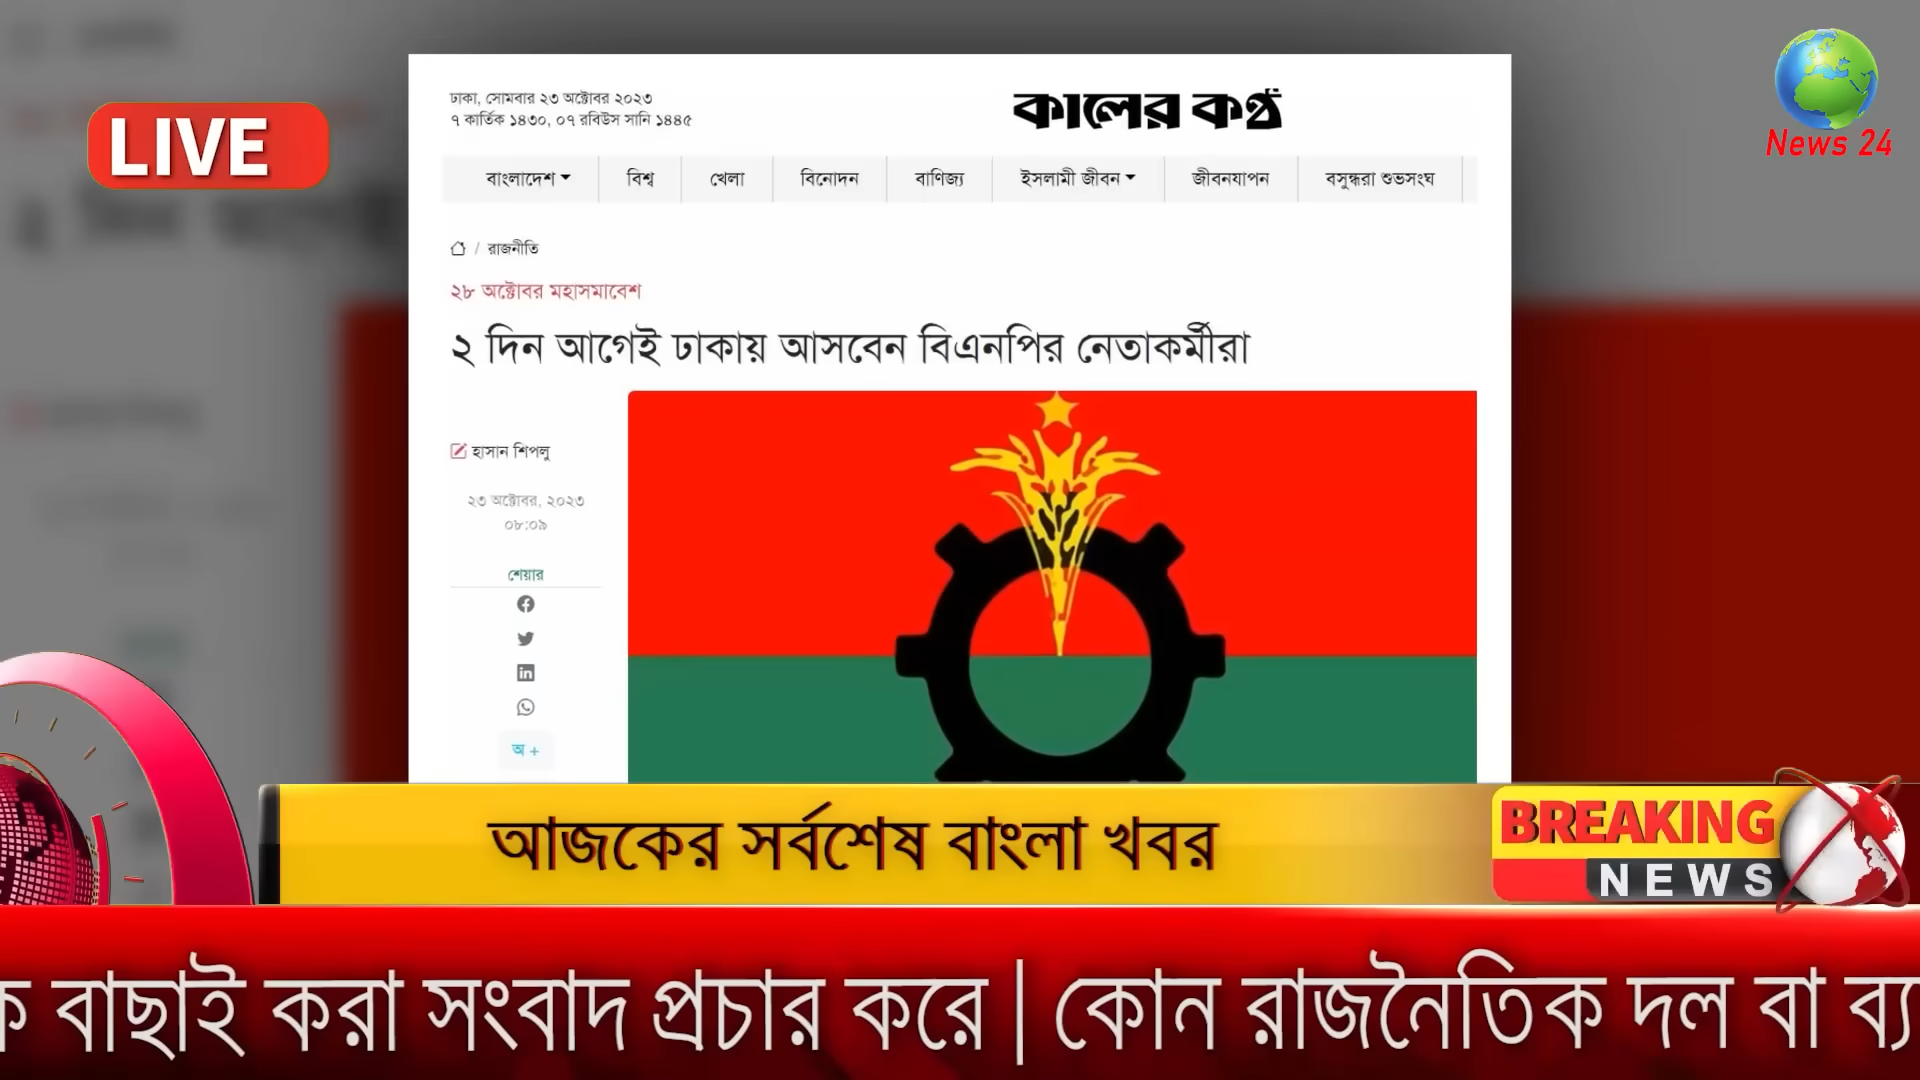 LIVE
News 24
ঢাকা, সোমবার ২৩ অক্টোবর ২০২৩
৭ কার্তিক ১৪৩০, ০৭ রবিউস সানি ১৪৪৫
কালের কণ্ঠ
বাংলাদেশ বিশ্ব খেলা বিনোদন বাণিজ্য ইসলামী জীবন জীবনযাপন বসুন্ধরা শুভসংঘ
/ রাজনীতি
২৮ অক্টোবর মহাসমাবেশ
২ দিন আগেই ঢাকায় আসবেন বিএনপির নেতাকর্মীরা
হাসান শিপলু
২৩ অক্টোবর, ২০২৩
০৮:০৯
শেয়ার
অ +
আজকের সর্বশেষ বাংলা খবর
BREAKING
NEWS
ক বাছাই করা সংবাদ প্রচার করে | কোন রাজনৈতিক দল বা ব্য